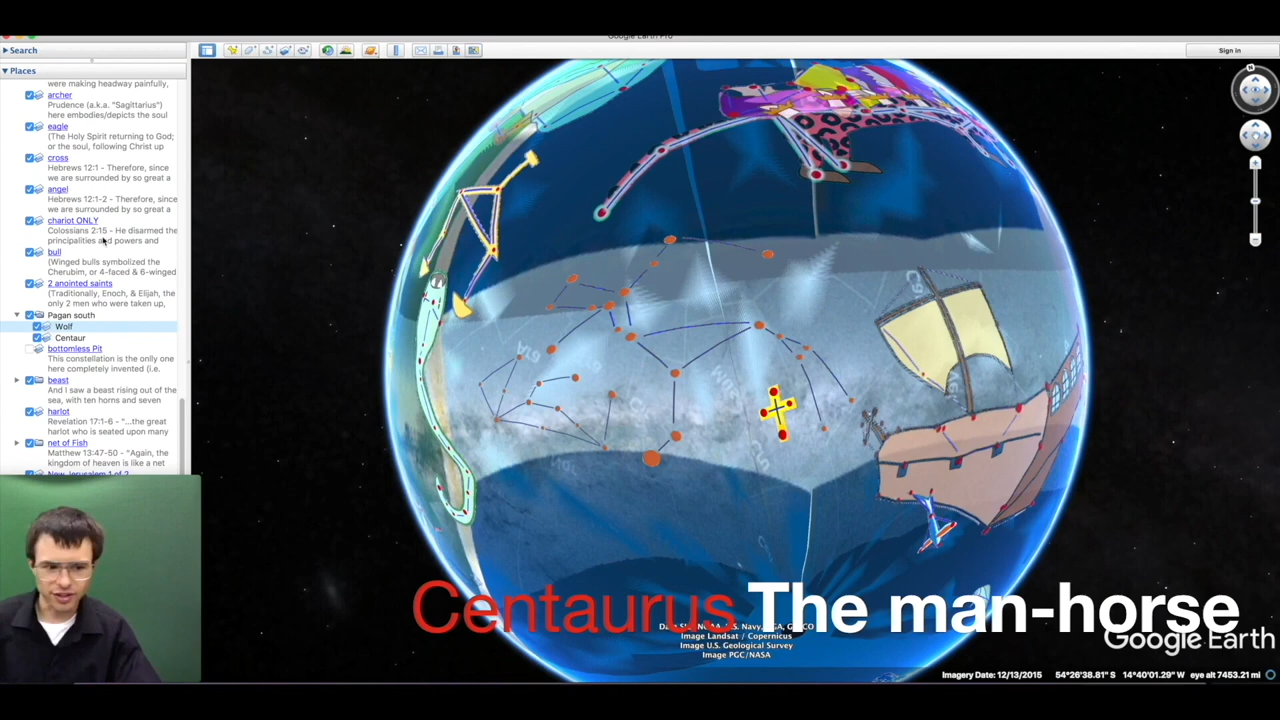 Google Earth Pro
Search
Sign in
Places
were making headway painfully,
archer
Prudence (a.k.a. "Sagittarius")
here embodies/depicts the soul
eagle
(The Holy Spirit returning to God;
or the soul, following Christ up
cross
Hebrews 12:1 - Therefore, since
we are surrounded by so great a
angel
Hebrews 12:1-2 - Therefore, since
we are surrounded by so great a
chariot ONLY
Colossians 2:15 - He disarmed the
principalities and powers and
bull
(Winged bulls symbolized the
Cherubim, or 4-faced & 6-winged
2 anointed saints
(Traditionally, Enoch, & Elijah, the
only 2 men who were taken up,
Pagan south
Wolf
Centaur
bottomless Pit
This constellation is the only one
here completely invented (i.e.
beast
And I saw a beast rising out of the
sea, with ten horns and seven
harlot
Revelation 17:1-6 - "...the great
harlot who is seated upon many
net of Fish
Matthew 13:47-50 - "Again, the
kingdom of heaven is like a net
New Jerusalem 1 of 2
N
Centaurus The man-horse
U.S. Navy,
Image Landsat / Copernicus
Image U.S. Geological Survey
Image PGC/NASA
Google Earth
Imagery Date: 12/13/2015 54°26'38.81" S 14°40'01.29" W eye alt 7453.21 mi